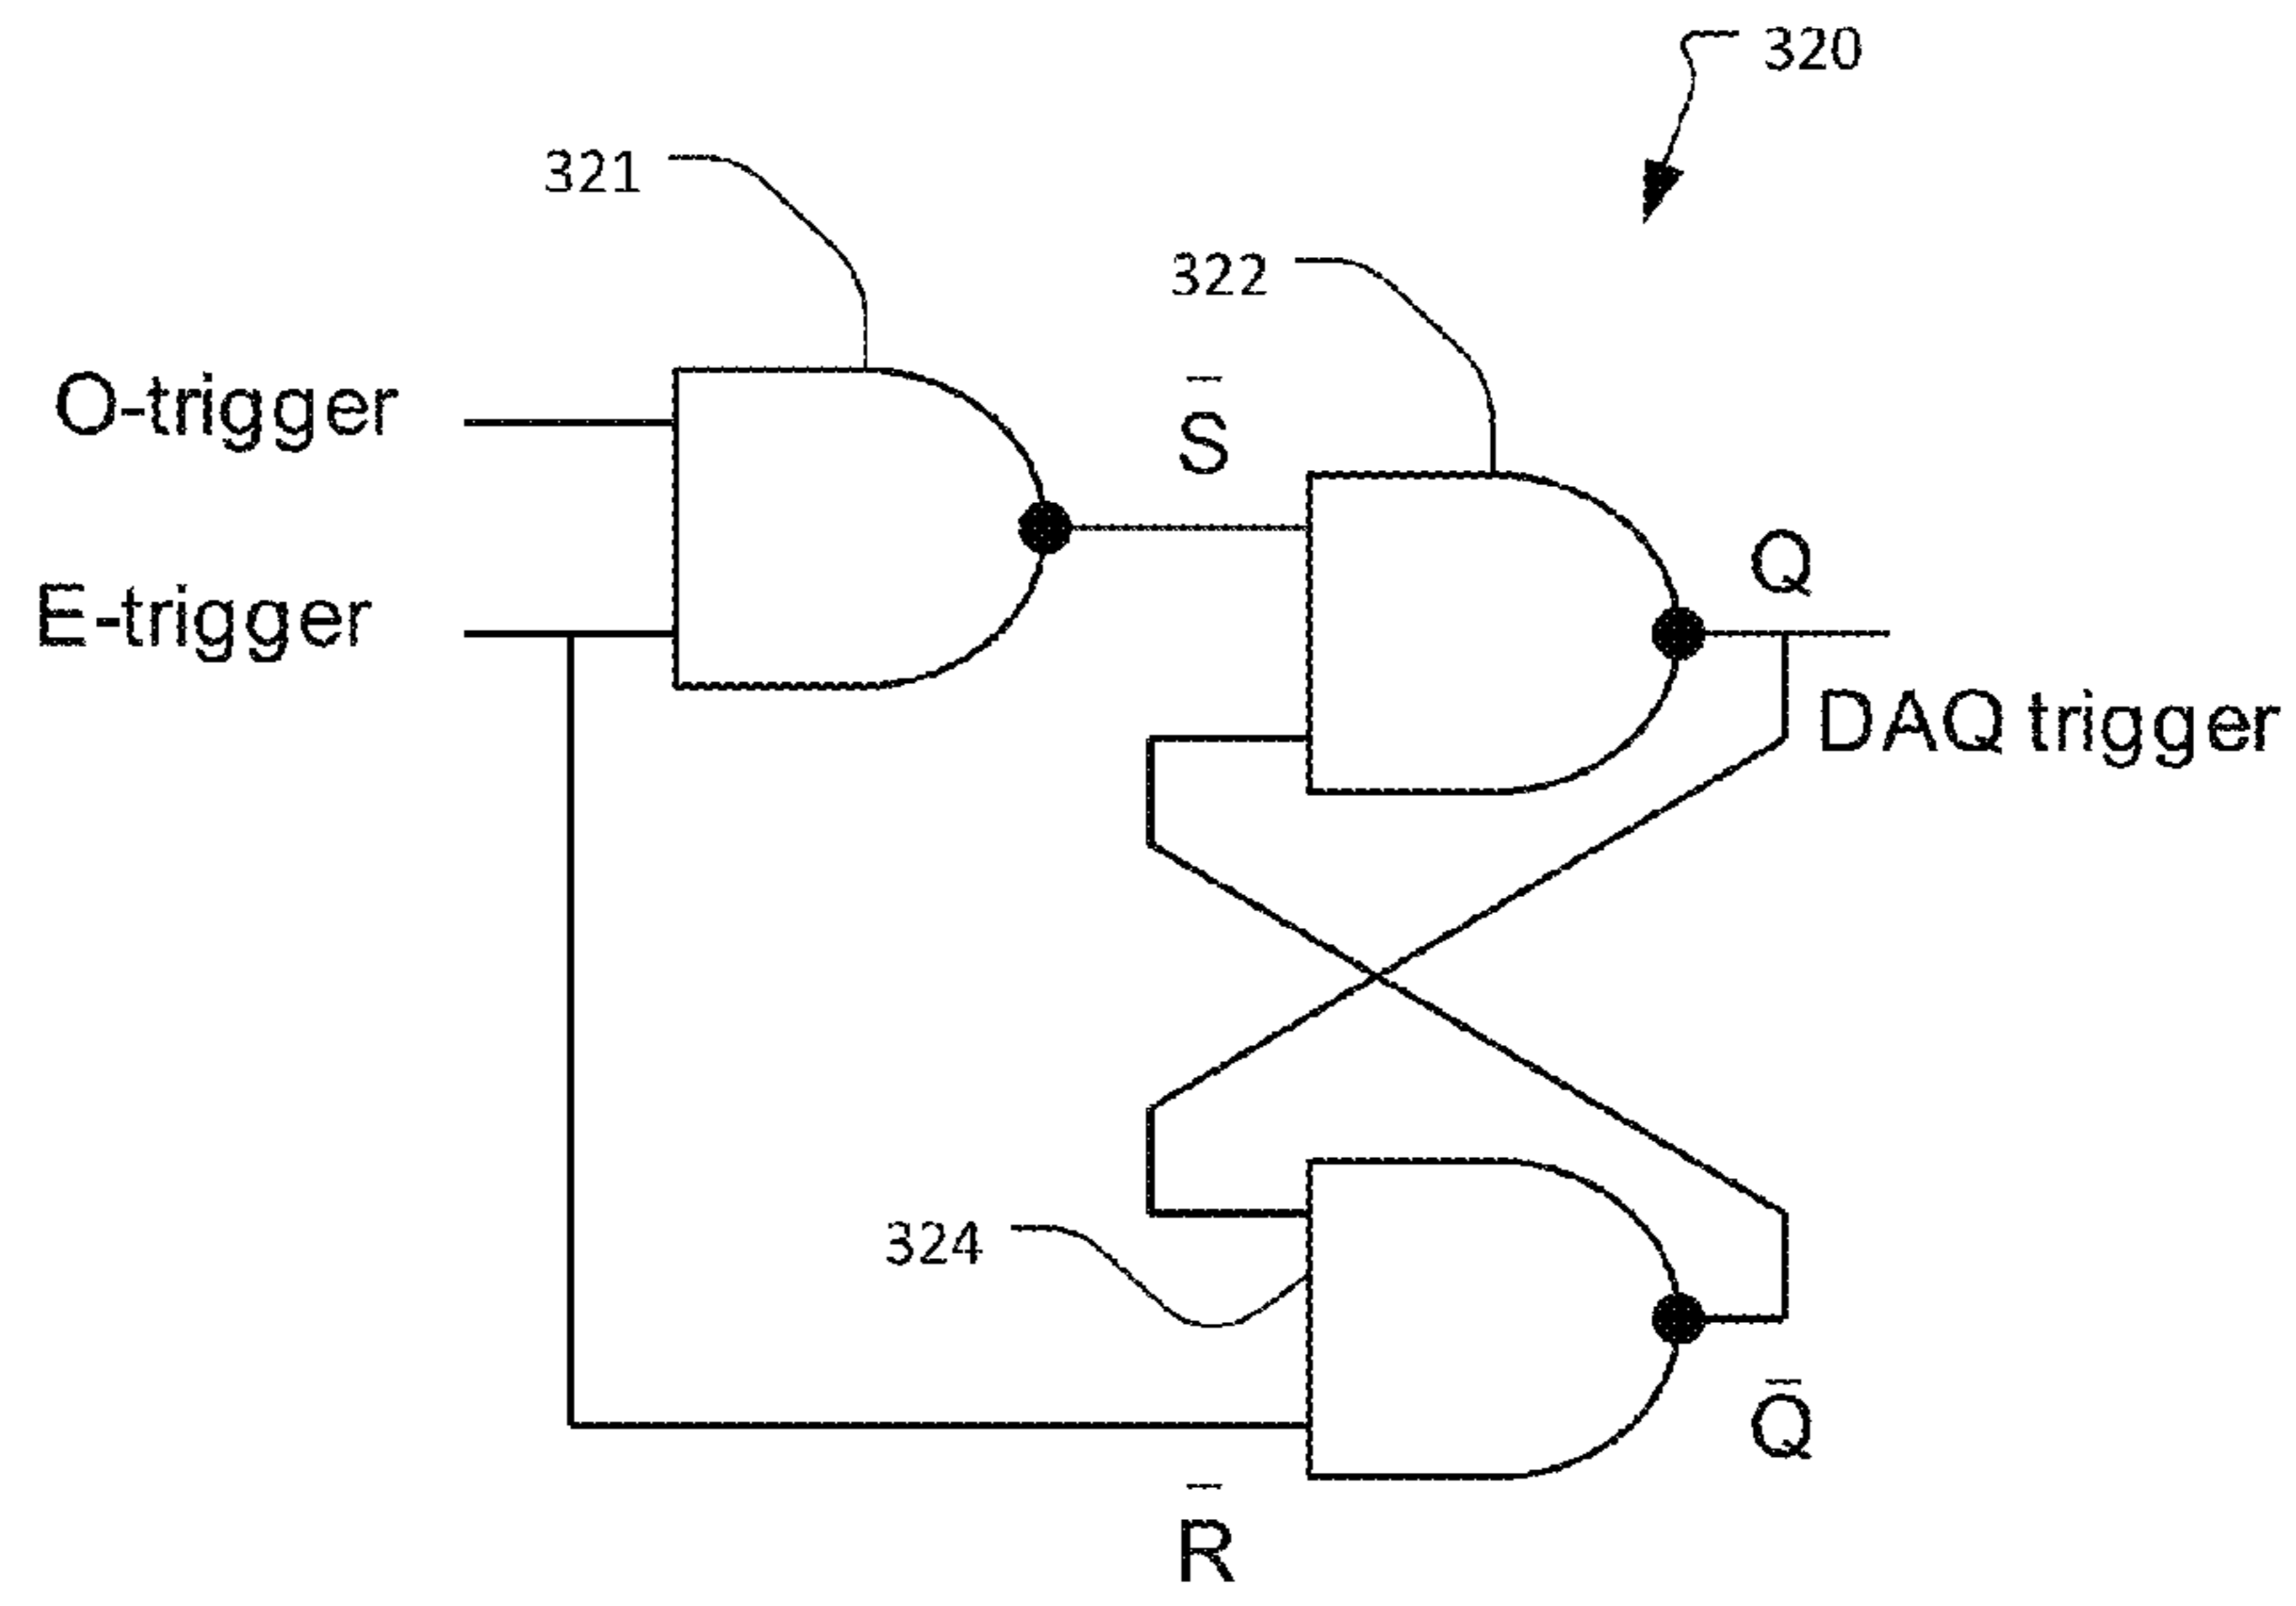 320
321
322
O-trigger
S̄
E-trigger
Q
DAQ trigger
324
Q̄
R̄